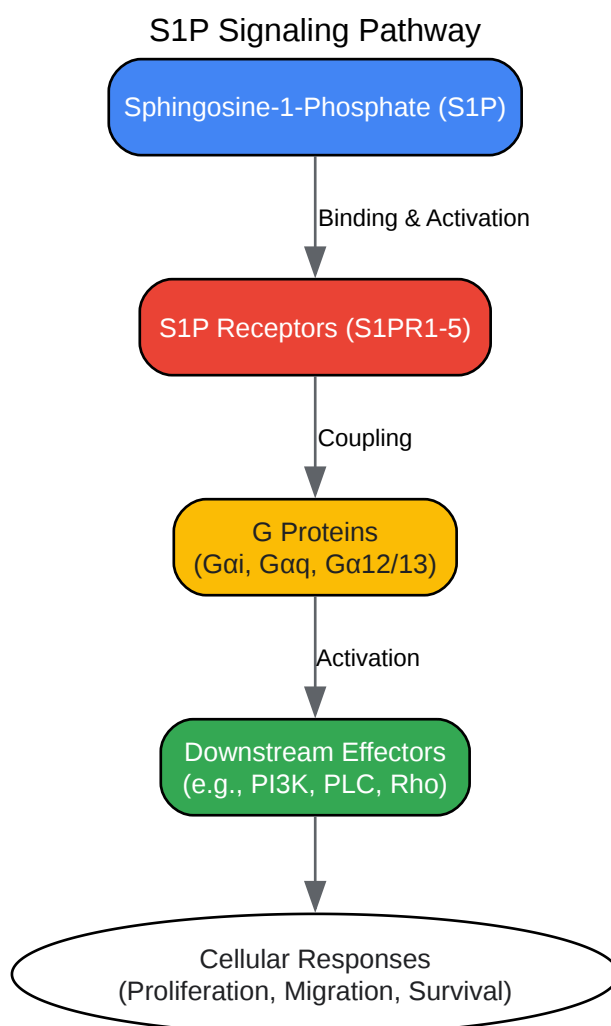 S1P Signaling Pathway
Sphingosine-1-Phosphate (S1P)
Binding & Activation
S1P Receptors (S1PR1-5)
Coupling
G Proteins
(Gαi, Gαq, Gα12/13)
Activation
Downstream Effectors
(e.g., PI3K, PLC, Rho)
Cellular Responses
(Proliferation, Migration, Survival)